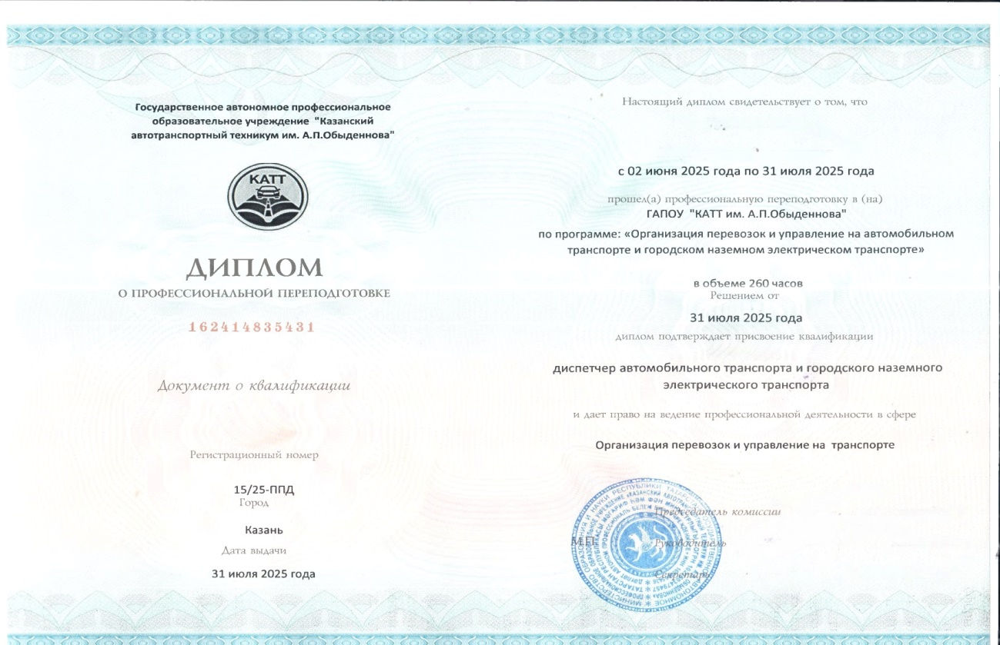 Государственное автономное профессиональное
образовательное учреждение "Казанский
автотранспортный техникум им. А.П.Обыденнова"
КАТТ
ДИПЛОМ
О ПРОФЕССИОНАЛЬНОЙ ПЕРЕПОДГОТОВКЕ
162414835431
Документ о квалификации
Регистрационный номер
15/25-ППД
Город
Казань
Дата выдачи
31 июля 2025 года
Настоящий диплом свидетельствует о том, что
с 02 июня 2025 года по 31 июля 2025 года
прошел(а) профессиональную переподготовку в (на)
ГАПОУ "КАТТ им. А.П.Обыденнова"
по программе: «Организация перевозок и управление на автомобильном
транспорте и городском наземном электрическом транспорте»
в объеме 260 часов
Решением от
31 июля 2025 года
диплом подтверждает присвоение квалификации
диспетчер автомобильного транспорта и городского наземного
электрического транспорта
и дает право на ведение профессиональной деятельности в сфере
Организация перевозок и управление на транспорте
Председатель комиссии
М.П.
Руководитель
Секретарь
МИНИСТЕРСТВО ОБРАЗОВАНИЯ И НАУКИ РЕСПУБЛИКИ ТАТАРСТАН